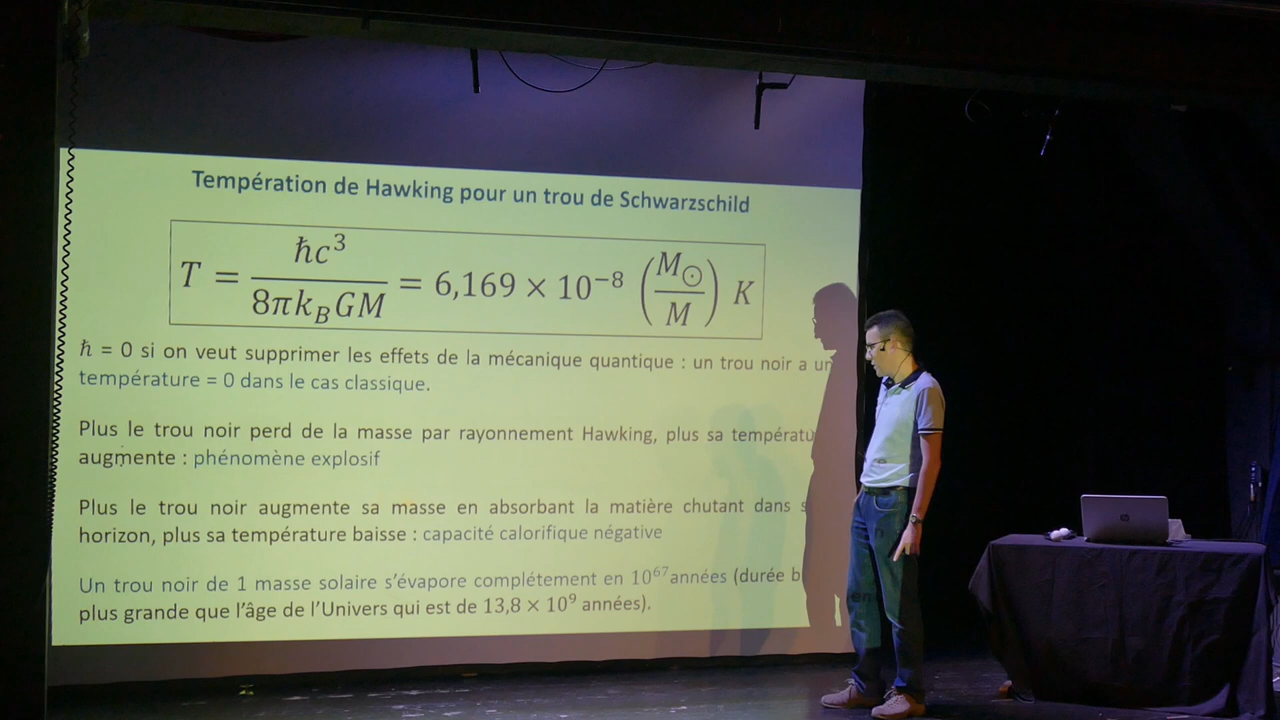 Températion de Hawking pour un trou de Schwarzschild
T = ħc³ / 8πk_BGM = 6,169 × 10⁻⁸ (M☉ / M) K
ħ = 0 si on veut supprimer les effets de la mécanique quantique : un trou noir a
température = 0 dans le cas classique.
Plus le trou noir perd de la masse par rayonnement Hawking, plus sa
augmente : phénomène explosif
Plus le trou noir augmente sa masse en absorbant la matière chutant dans
horizon, plus sa température baisse : capacité calorifique négative
Un trou noir de 1 masse solaire s'évapore complétement en 10⁶⁷années (durée
plus grande que l'âge de l'Univers qui est de 13,8 × 10⁹ années).
hp